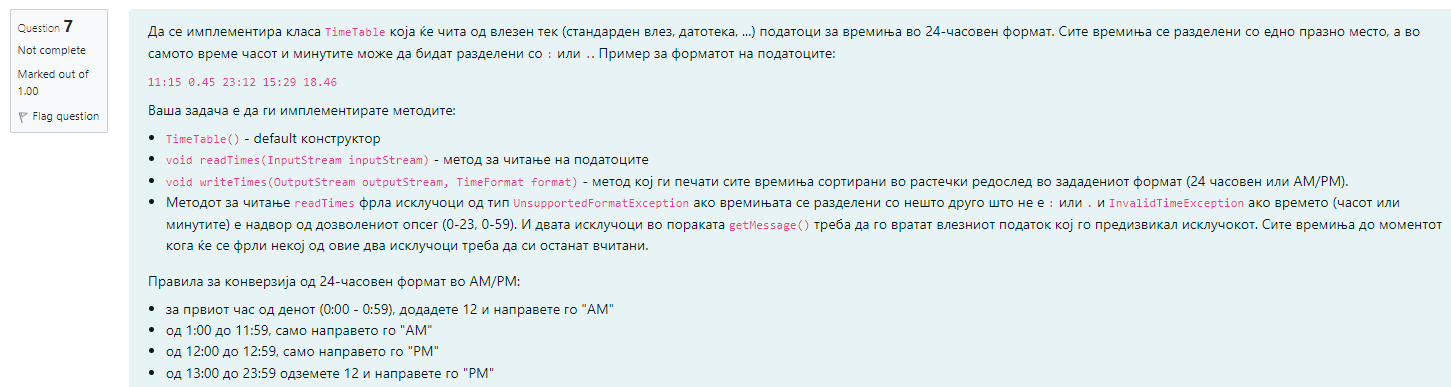 Question 7
Not complete
Marked out of
1.00
Flag question
Да се имплементира класа TimeTable која ќе чита од влезен тек (стандарден влез, датотека, ...) податоци за времиња во 24-часовен формат. Сите времиња се разделени со едно празно место, а во
самото време часот и минутите може да бидат разделени со : или .. Пример за форматот на податоците:
11:15 0.45 23:12 15:29 18.46
Ваша задача е да ги имплементирате методите:
• TimeTable() - default конструктор
• void readTimes(InputStream inputStream) - метод за читање на податоците
• void writeTimes(OutputStream outputStream, TimeFormat format) - метод кој ги печати сите времиња сортирани во растечки редослед во зададениот формат (24 часовен или AM/PM).
• Методот за читање readTimes фрла исклучоци од тип UnsupportedFormatException ако времињата се разделени со нешто друго што не е : или . и InvalidTimeException ако времето (часот или
минутите) е надвор од дозволениот опсег (0-23, 0-59). И двата исклучоци во пораката getMessage() треба да го вратат влезниот податок кој го предизвикал исклучокот. Сите времиња до моментот
кога ќе се фрли некој од овие два исклучоци треба да си останат вчитани.
Правила за конверзија од 24-часовен формат во AM/PM:
• за првиот час од денот (0:00 - 0:59), додадете 12 и направете го "AM"
• од 1:00 до 11:59, само направето го "AM"
• од 12:00 до 12:59, само направето го "PM"
• од 13:00 до 23:59 одземете 12 и направете го "PM"